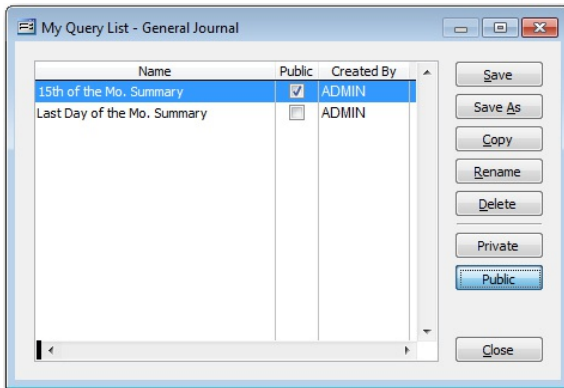 My Query List - General Journal
Name Public Created By
15th of the Mo. Summary ADMIN
Last Day of the Mo. Summary ADMIN
Save
Save As
Copy
Rename
Delete
Private
Public
Close